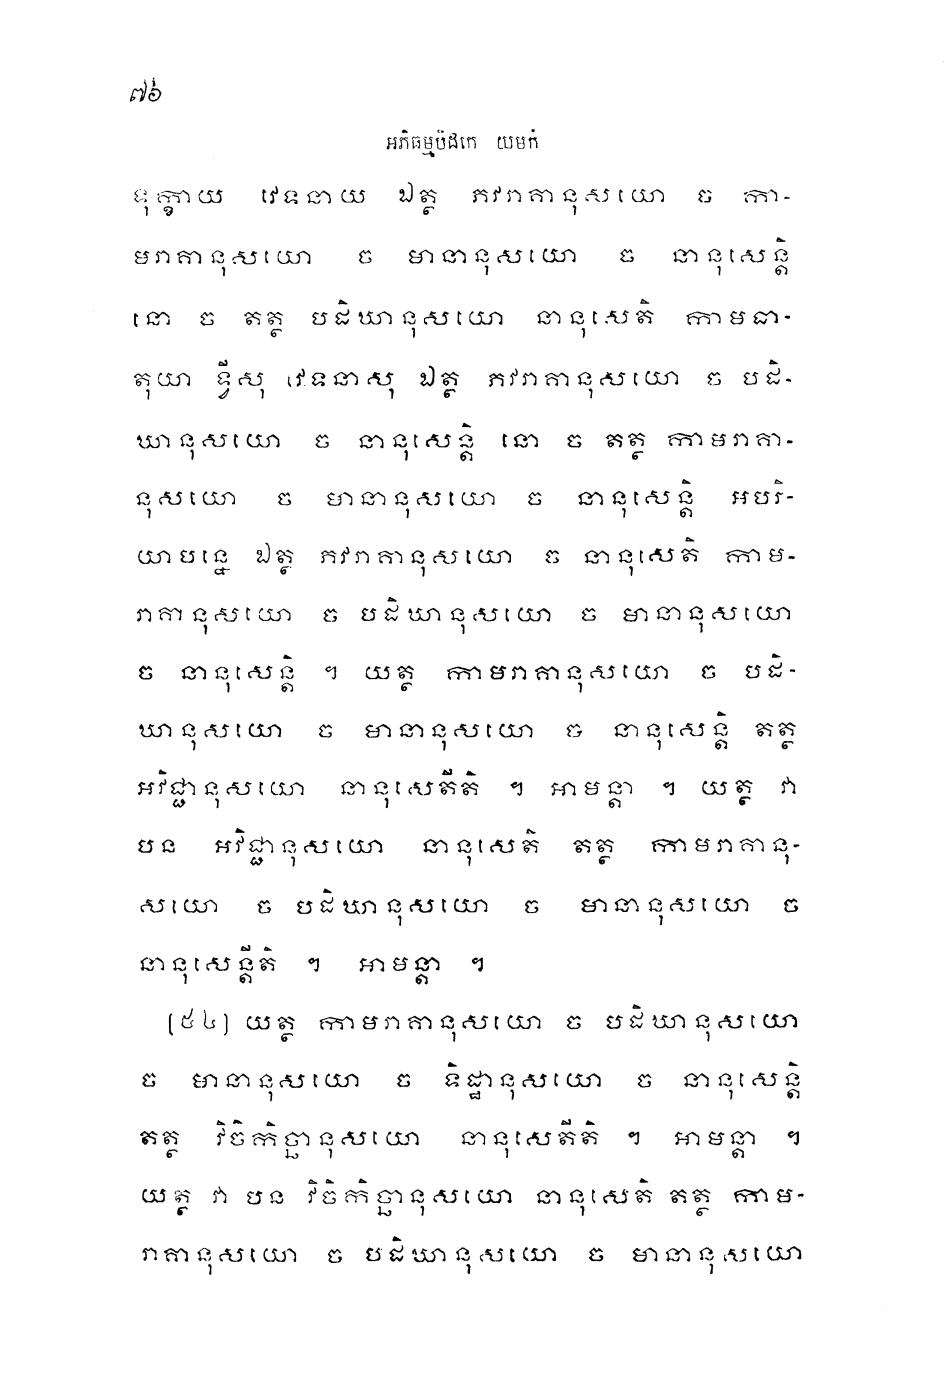 ៧៦
អភិធម្មបិដកេ យមកំ
ទុក្ខាយ វេទនាយ ឯត្ថ ភវរាគានុសយោ ច កា-
មរាគានុសយោ ច មានានុសយោ ច នានុសេន្តិ
នោ ច តត្ថ បដិឃានុសយោ នានុសេតិ កាមធា-
តុយា ទ្វីសុ វេទនាសុ ឯត្ថ ភវរាគានុសយោ ច បដិ-
ឃានុសយោ ច នានុសេន្តិ នោ ច តត្ថ កាមរាគា-
នុសយោ ច មានានុសយោ ច នានុសេន្តិ អបរិ-
យាបន្នេ ឯត្ថ ភវរាគានុសយោ ច នានុសេតិ កាម-
រាគានុសយោ ច បដិឃានុសយោ ច មានានុសយោ
ច នានុសេន្តិ ។ យត្ថ កាមរាគានុសយោ ច បដិ-
ឃានុសយោ ច មានានុសយោ ច នានុសេន្តិ តត្ថ
អវិជ្ជានុសយោ នានុសេតីតិ ។ អាមន្តា ។ យត្ថ វា
បន អវិជ្ជានុសយោ នានុសេតិ តត្ថ កាមរាគានុ-
សយោ ច បដិឃានុសយោ ច មានានុសយោ ច
នានុសេន្តីតិ ។ អាមន្តា ។
(៥៤) យត្ថ កាមរាគានុសយោ ច បដិឃានុសយោ
ច មានានុសយោ ច ទិដ្ឋានុសយោ ច នានុសេន្តិ
តត្ថ វិចិកិច្ឆានុសយោ នានុសេតីតិ ។ អាមន្តា ។
យត្ថ វា បន វិចិកិច្ឆានុសយោ នានុសេតិ តត្ថ កាម-
រាគានុសយោ ច បដិឃានុសយោ ច មានានុសយោ